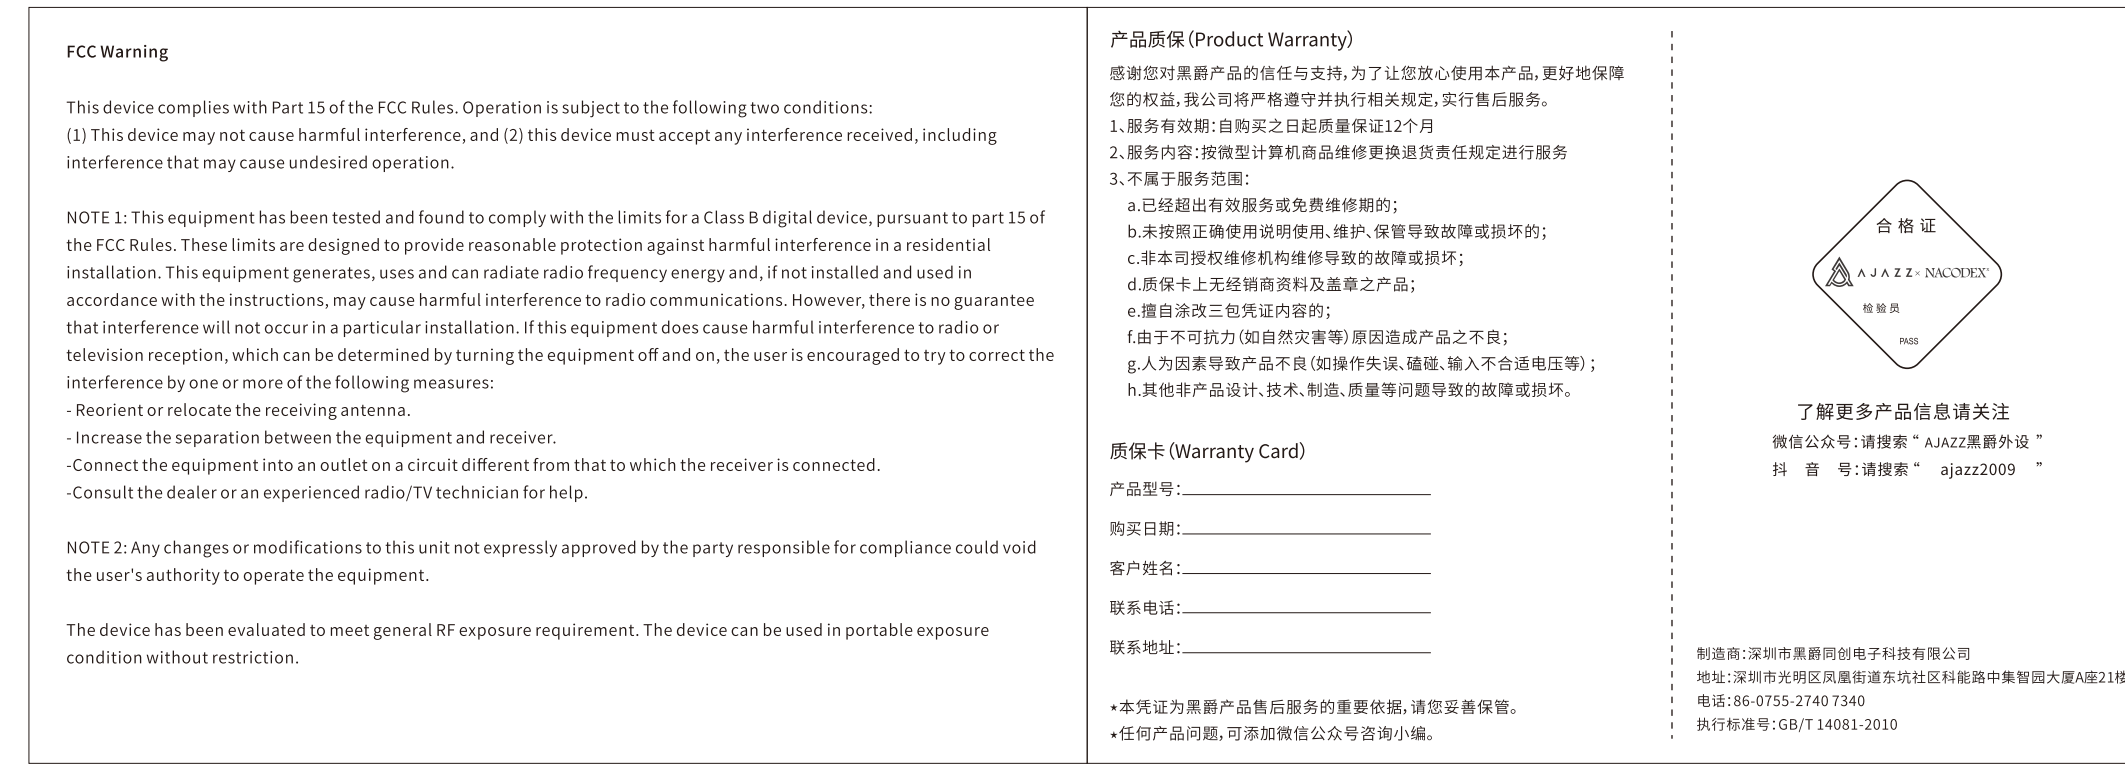 FCC Warning
This device complies with Part 15 of the FCC Rules. Operation is subject to the following two conditions:
(1) This device may not cause harmful interference, and (2) this device must accept any interference received, including
interference that may cause undesired operation.
NOTE 1: This equipment has been tested and found to comply with the limits for a Class B digital device, pursuant to part 15 of
the FCC Rules. These limits are designed to provide reasonable protection against harmful interference in a residential
installation. This equipment generates, uses and can radiate radio frequency energy and, if not installed and used in
accordance with the instructions, may cause harmful interference to radio communications. However, there is no guarantee
that interference will not occur in a particular installation. If this equipment does cause harmful interference to radio or
television reception, which can be determined by turning the equipment off and on, the user is encouraged to try to correct the
interference by one or more of the following measures:
- Reorient or relocate the receiving antenna.
- Increase the separation between the equipment and receiver.
-Connect the equipment into an outlet on a circuit different from that to which the receiver is connected.
-Consult the dealer or an experienced radio/TV technician for help.
NOTE 2: Any changes or modifications to this unit not expressly approved by the party responsible for compliance could void
the user's authority to operate the equipment.
The device has been evaluated to meet general RF exposure requirement. The device can be used in portable exposure
condition without restriction.
产品质保(Product Warranty)
感谢您对黑爵产品的信任与支持,为了让您放心使用本产品,更好地保障
您的权益,我公司将严格遵守并执行相关规定,实行售后服务。
1、服务有效期:自购买之日起质量保证12个月
2、服务内容:按微型计算机商品维修更换退货责任规定进行服务
3、不属于服务范围:
a.已经超出有效服务或免费维修期的;
b.未按照正确使用说明使用、维护、保管导致故障或损坏的;
c.非本司授权维修机构维修导致的故障或损坏;
d.质保卡上无经销商资料及盖章之产品;
e.擅自涂改三包凭证内容的;
f.由于不可抗力(如自然灾害等)原因造成产品之不良;
g.人为因素导致产品不良(如操作失误、磕碰、输入不合适电压等);
h.其他非产品设计、技术、制造、质量等问题导致的故障或损坏。
质保卡(Warranty Card)
产品型号:
购买日期:
客户姓名:
联系电话:
联系地址:
★本凭证为黑爵产品售后服务的重要依据,请您妥善保管。
★任何产品问题,可添加微信公众号咨询小编。
合格证
AJAZZ× NACODEX®
检验员
PASS
了解更多产品信息请关注
微信公众号:请搜索“ AJAZZ黑爵外设 ”
抖 音 号:请搜索“ ajazz2009 ”
制造商:深圳市黑爵同创电子科技有限公司
地址:深圳市光明区凤凰街道东坑社区科能路中集智园大厦A座21楼
电话:86-0755-2740 7340
执行标准号:GB/T 14081-2010